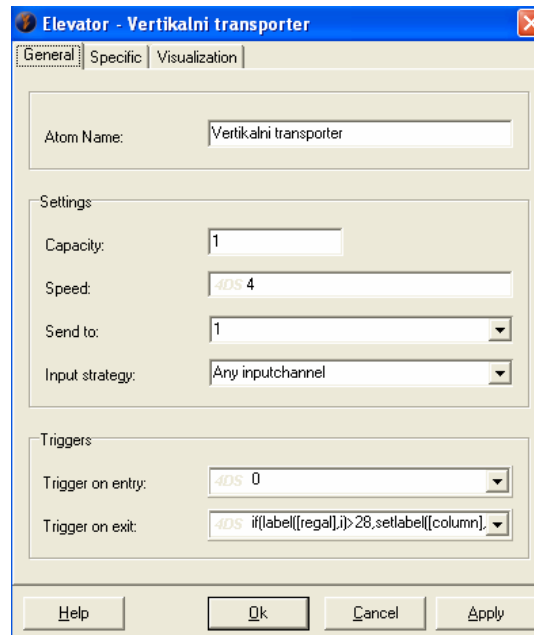 Elevator - Vertikalni transporter
General Specific Visualization
Atom Name: Vertikalni transporter
Settings
Capacity: 1
Speed: 4DS 4
Send to: 1
Input strategy: Any inputchannel
Triggers
Trigger on entry: 4DS 0
Trigger on exit: 4DS if(label([regal],i)>28,setlabel([column],
Help Ok Cancel Apply